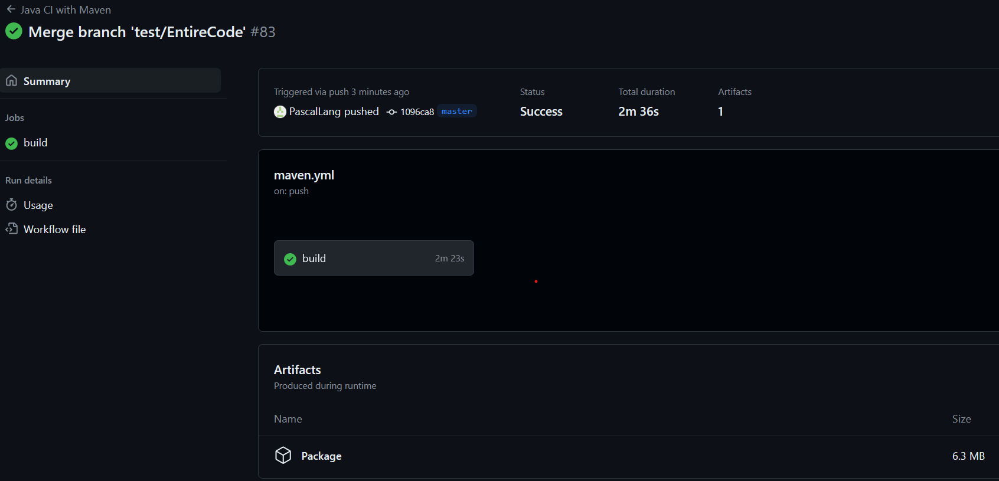 Java CI with Maven
Merge branch 'test/EntireCode' #83
Summary
Jobs
build
Run details
Usage
Workflow file
Triggered via push 3 minutes ago
PascalLang pushed 1096ca8 master
Status
Success
Total duration
2m 36s
Artifacts
1
maven.yml
on: push
build 2m 23s
Artifacts
Produced during runtime
Name Size
Package 6.3 MB